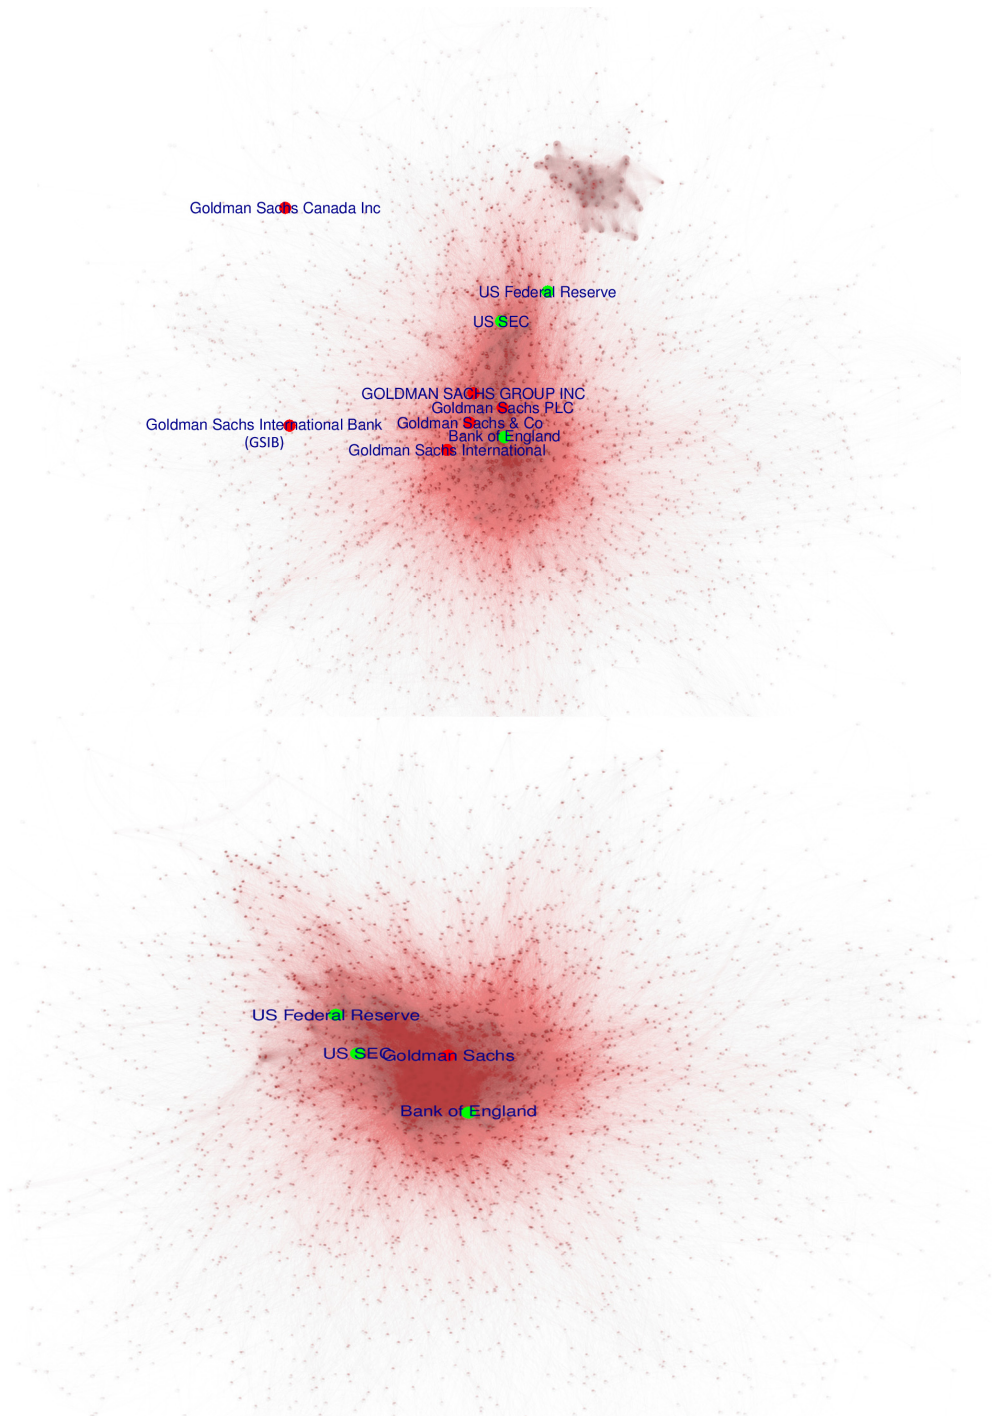 Goldman Sachs Canada Inc
US Federal Reserve
US SEC
GOLDMAN SACHS GROUP INC
Goldman Sachs PLC
Goldman Sachs & Co
Goldman Sachs International Bank
(GSIB)
Bank of England
Goldman Sachs International
US Federal Reserve
US SEC
Goldman Sachs
Bank of England